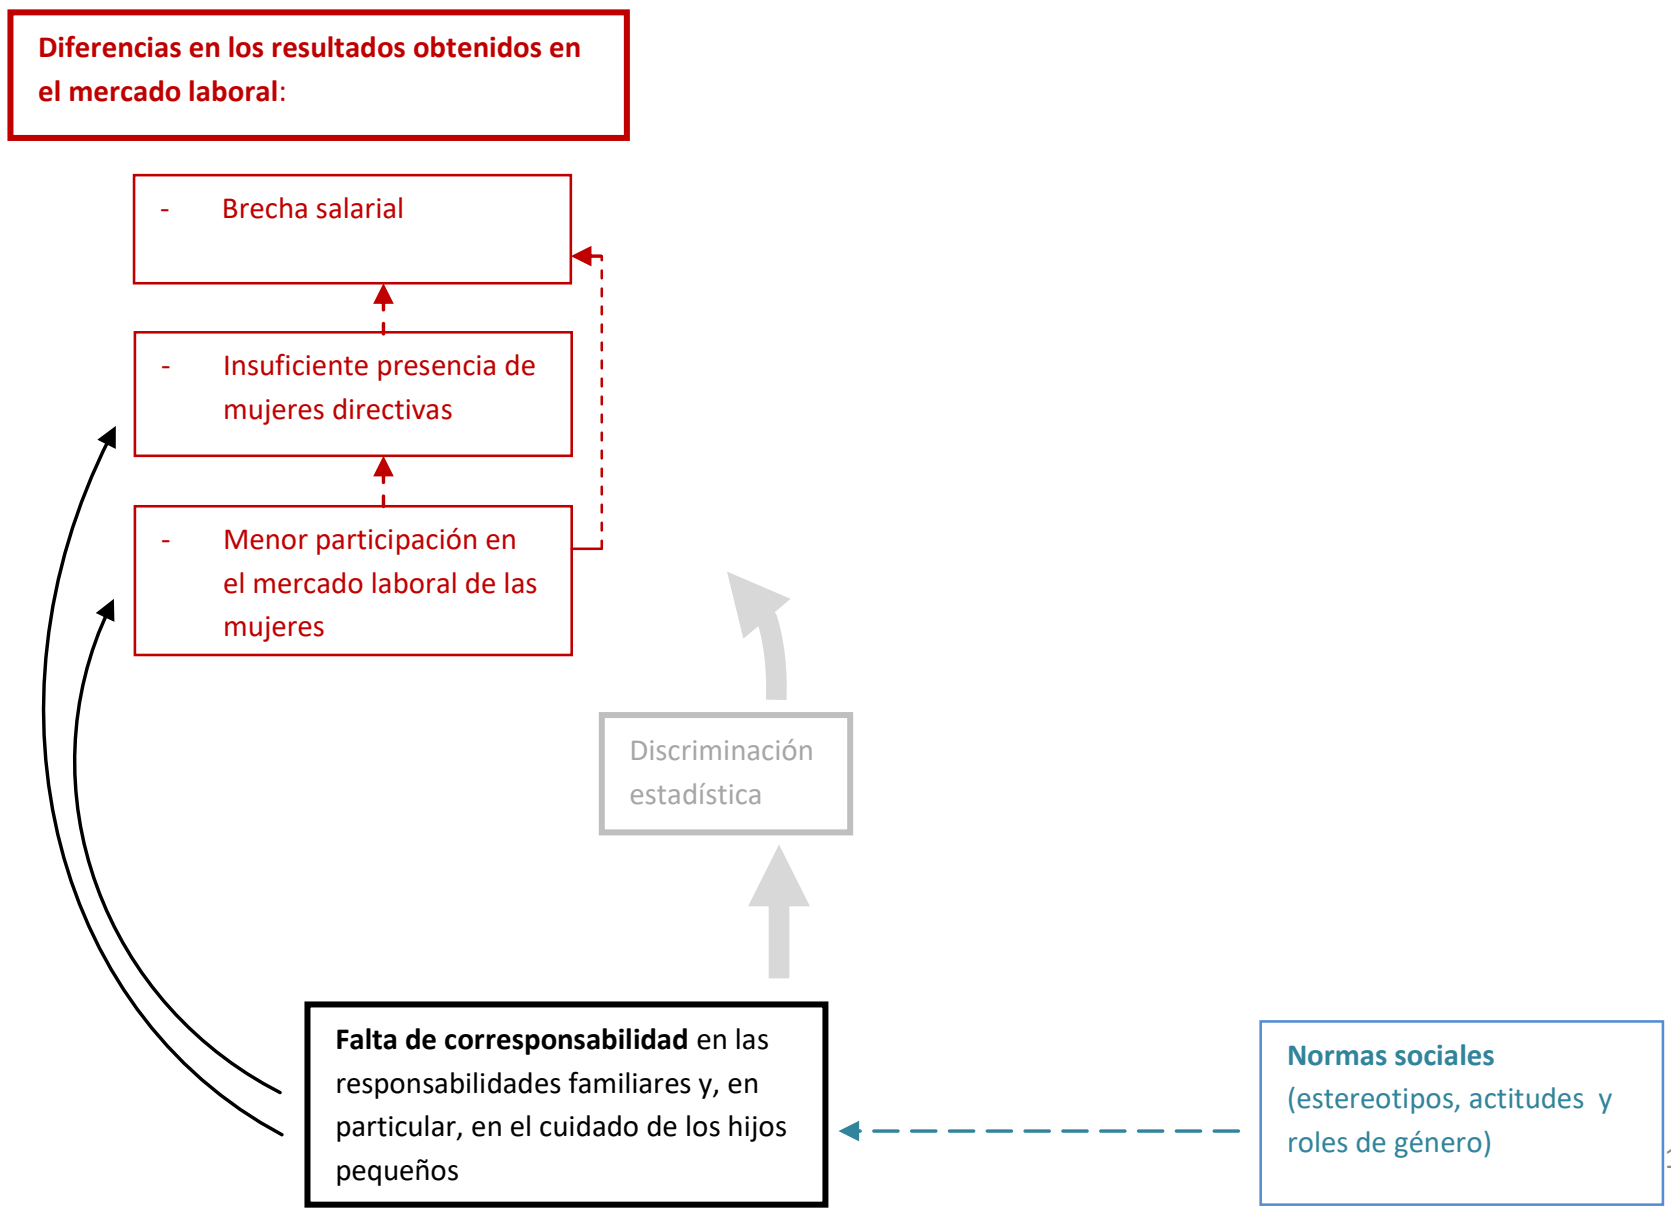 Diferencias en los resultados obtenidos en
el mercado laboral:
- Brecha salarial
- Insuficiente presencia de
mujeres directivas
- Menor participación en
el mercado laboral de las
mujeres
Discriminación
estadística
Falta de corresponsabilidad en las
responsabilidades familiares y, en
particular, en el cuidado de los hijos
pequeños
Normas sociales
(estereotipos, actitudes y
roles de género)